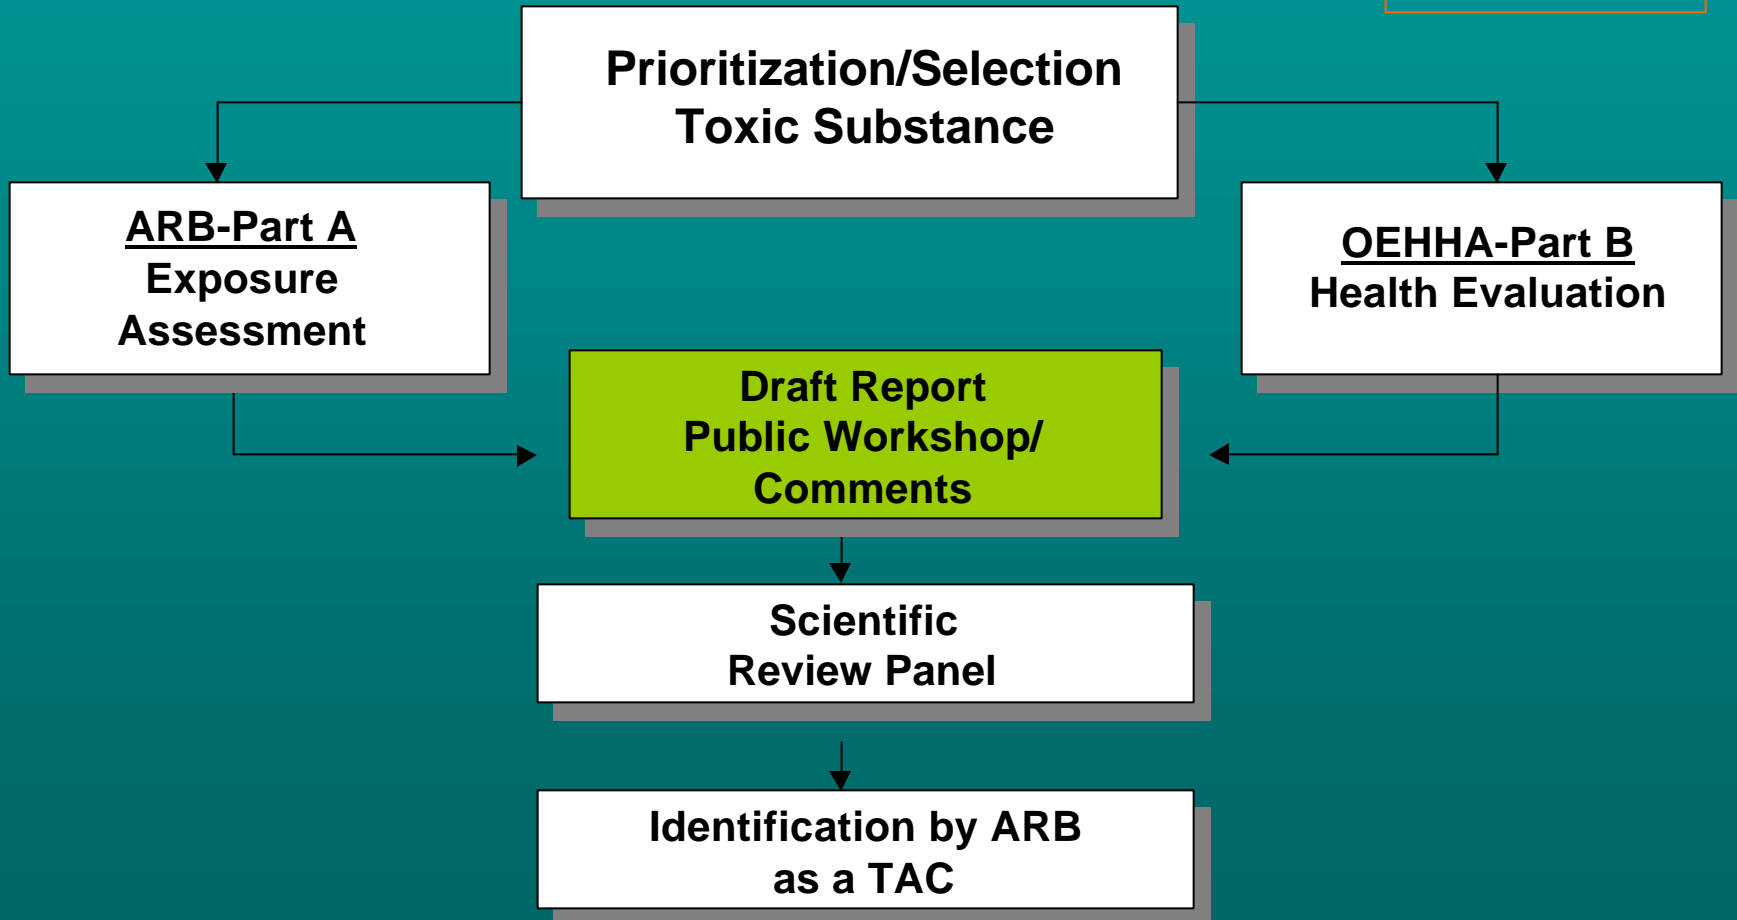 Prioritization/Selection
Toxic Substance
ARB-Part A
Exposure
Assessment
OEHHA-Part B
Health Evaluation
Draft Report
Public Workshop/
Comments
Scientific
Review Panel
Identification by ARB
as a TAC